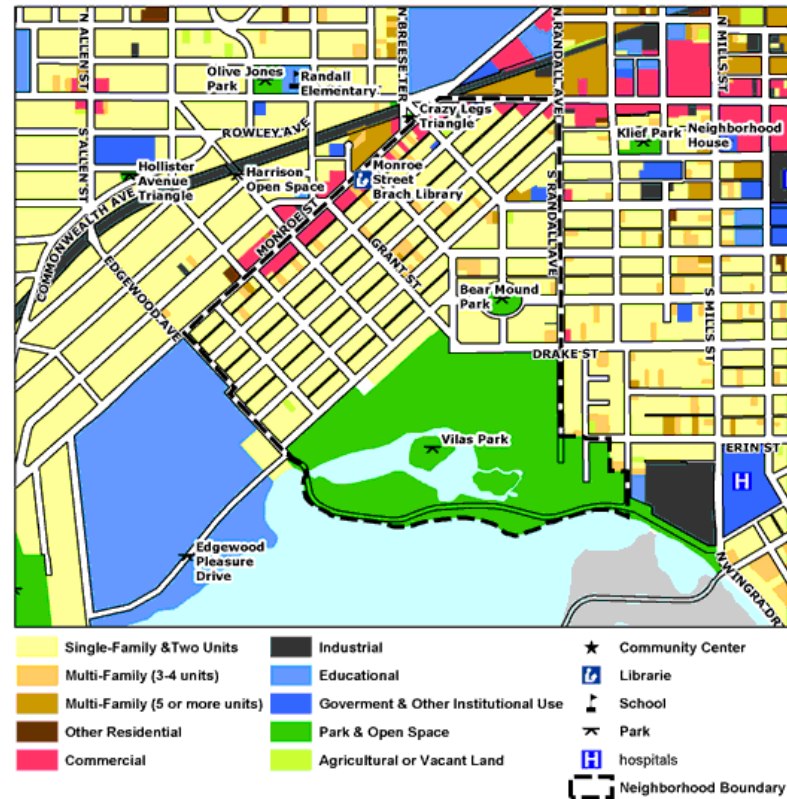 N ALLEN ST
N BREESE TER
N RANDALL AVE
N MILLS ST
Olive Jones
Park
Randall
Elementary
Crazy Legs
Triangle
ROWLEY AVE
Klief Park
Neighborhood
House
S ALLEN ST
Hollister
Avenue
Triangle
Harrison
Open Space
Monroe
Street
Brach Library
S RANDALL AVE
COMMONWEALTH AVE
MONROE ST
GRANT ST
EDGEWOOD AVE
Bear Mound
Park
S MILLS ST
DRAKE ST
Vilas Park
ERIN ST
H
Edgewood
Pleasure
Drive
N WINGRA DR
Single-Family &Two Units
Industrial
Community Center
Multi-Family (3-4 units)
Educational
Librarie
Multi-Family (5 or more units)
Goverment & Other Institutional Use
School
Other Residential
Park & Open Space
Park
Commercial
Agricultural or Vacant Land
H hospitals
Neighborhood Boundary